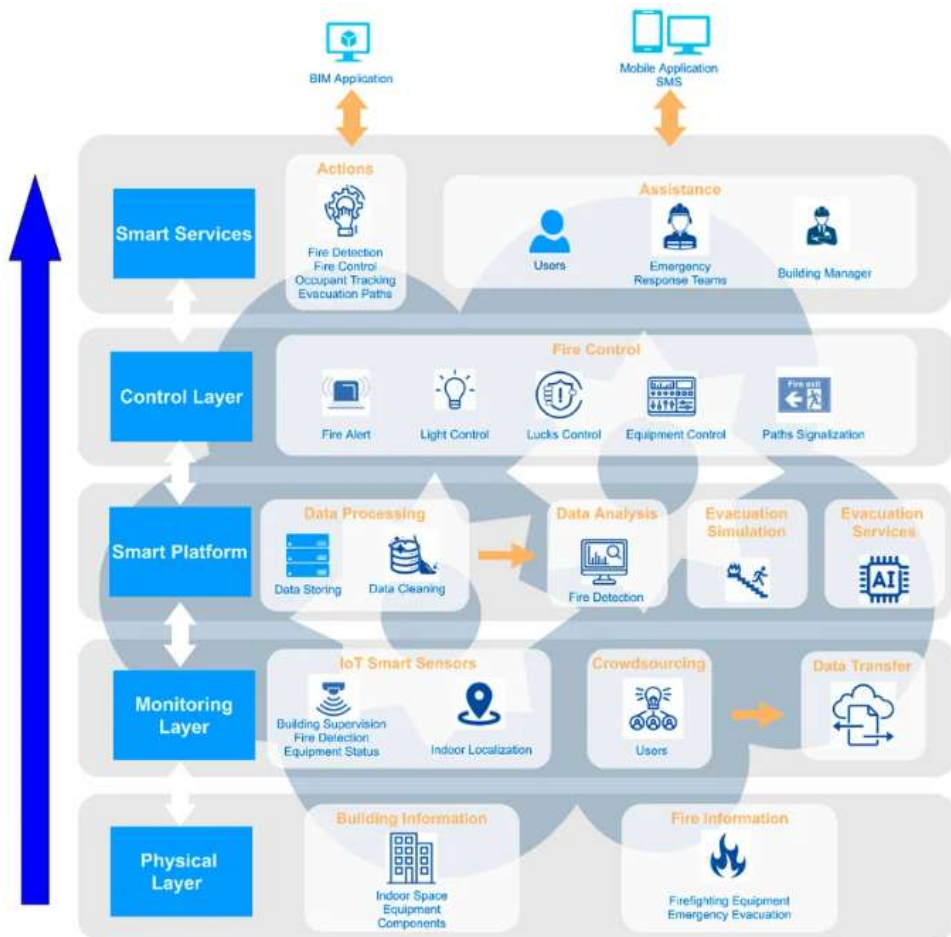 BIM Application
Mobile Application
SMS
Smart Services
Actions
Fire Detection
Fire Control
Occupant Tracking
Evacuation Paths
Assistance
Users
Emergency
Response Teams
Building Manager
Control Layer
Fire Control
Fire Alert
Light Control
Lucks Control
Equipment Control
Fire exit
Paths Signalization
Smart Platform
Data Processing
Data Storing
Data Cleaning
Data Analysis
Fire Detection
Evacuation
Simulation
Evacuation
Services
AI
Monitoring
Layer
IoT Smart Sensors
Building Supervision
Fire Detection
Equipment Status
Indoor Localization
Crowdsourcing
Users
Data Transfer
Physical
Layer
Building Information
Indoor Space
Equipment
Components
Fire Information
Firefighting Equipment
Emergency Evacuation